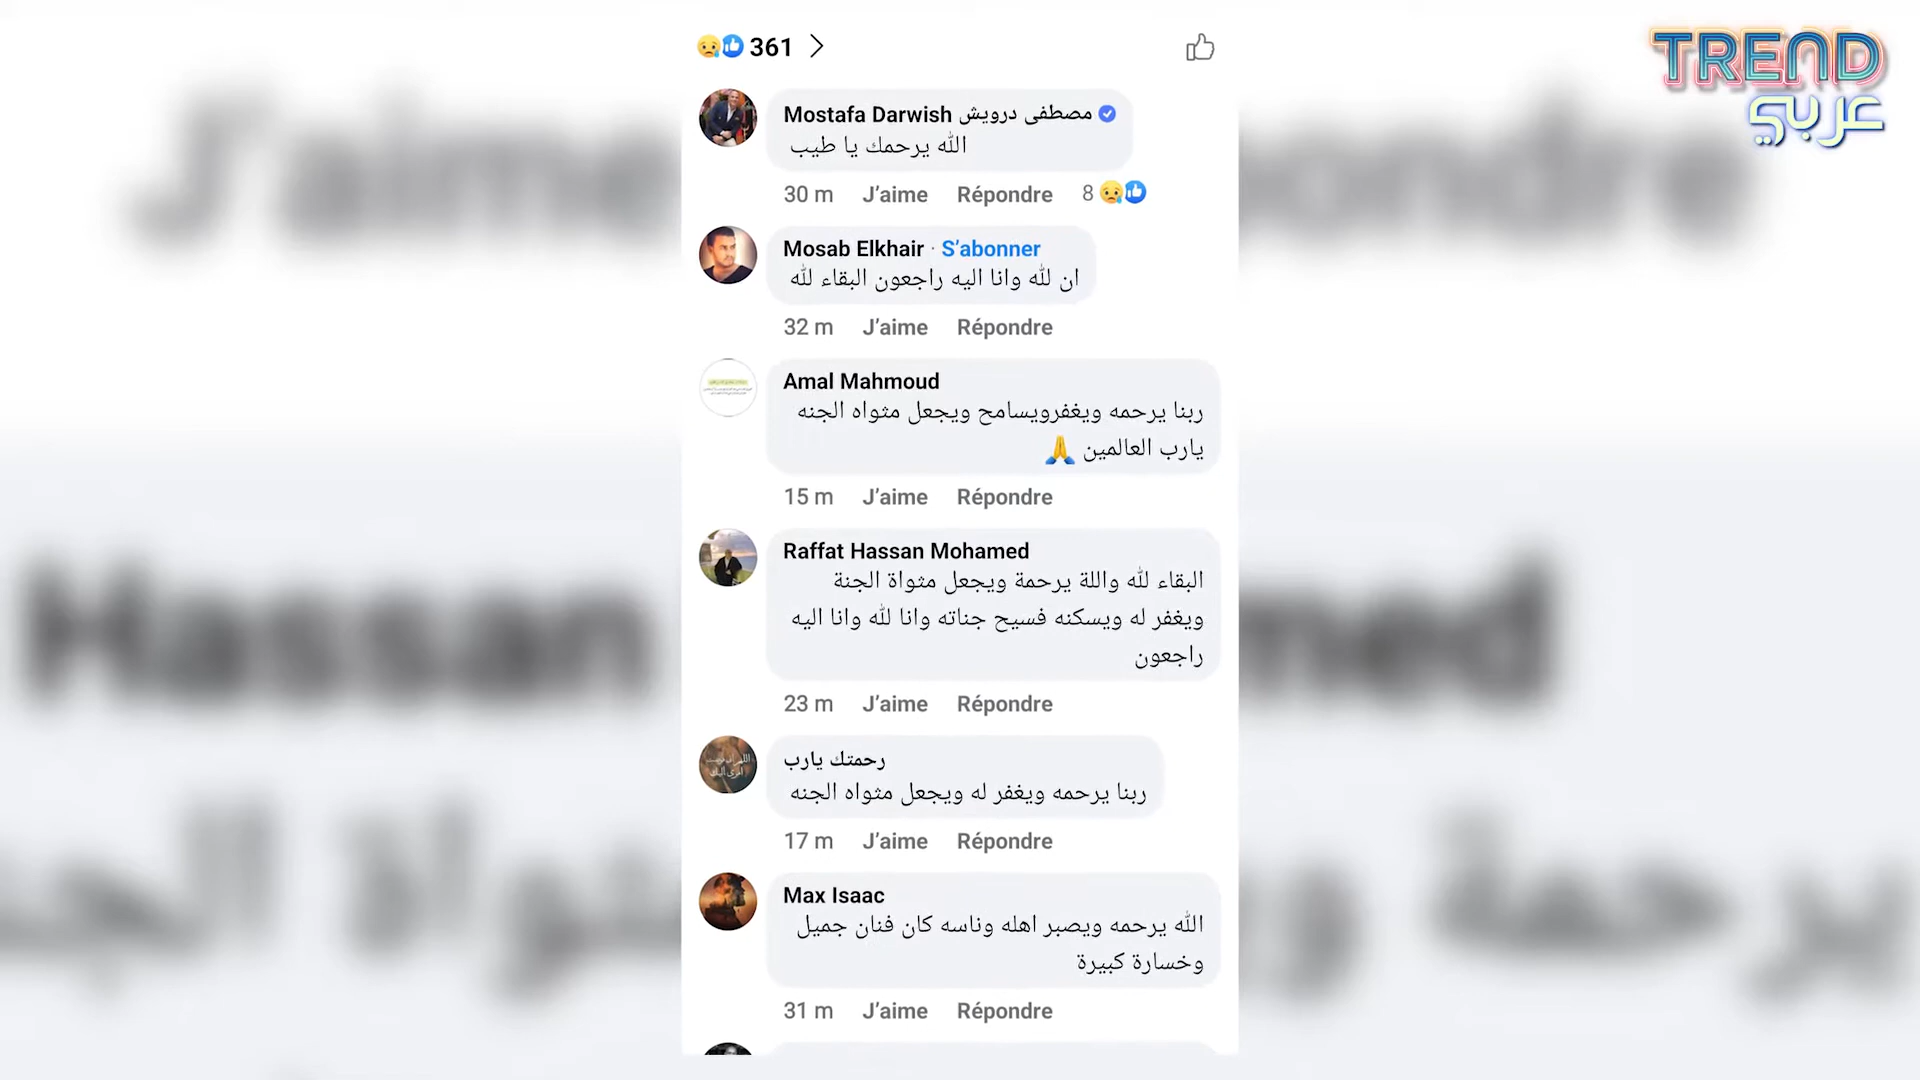 361
TREND
عربي
Mostafa Darwish مصطفى درويش
الله يرحمك يا طيب
30 m J’aime Répondre 8
Mosab Elkhair · S’abonner
ان لله وانا اليه راجعون البقاء لله
32 m J’aime Répondre
Amal Mahmoud
ربنا يرحمه ويغفرويسامح ويجعل مثواه الجنه
يارب العالمين 🙏
15 m J’aime Répondre
Raffat Hassan Mohamed
البقاء لله واللة يرحمة ويجعل مثواة الجنة
ويغفر له ويسكنه فسيح جناته وانا لله وانا اليه
راجعون
23 m J’aime Répondre
رحمتك يارب
ربنا يرحمه ويغفر له ويجعل مثواه الجنه
17 m J’aime Répondre
Max Isaac
الله يرحمه ويصبر اهله وناسه كان فنان جميل
وخسارة كبيرة
31 m J’aime Répondre